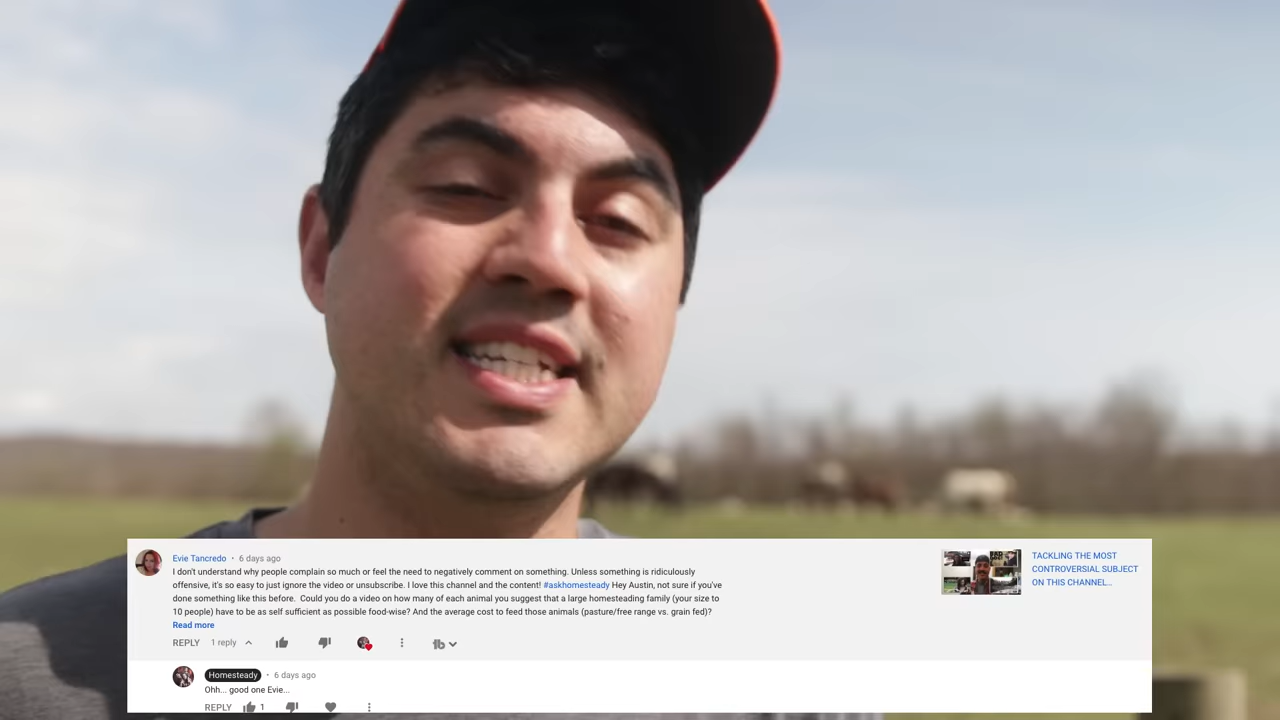 Evie Tancredo • 6 days ago
I don't understand why people complain so much or feel the need to negatively comment on something. Unless something is ridiculously
offensive, it's so easy to just ignore the video or unsubscribe. I love this channel and the content! #askhomesteady Hey Austin, not sure if you've
done something like this before. Could you do a video on how many of each animal you suggest that a large homesteading family (your size to
10 people) have to be as self sufficient as possible food-wise? And the average cost to feed those animals (pasture/free range vs. grain fed)?
Read more
REPLY 1 reply
TACKLING THE MOST
CONTROVERSIAL SUBJECT
ON THIS CHANNEL...
Homesteady • 6 days ago
Ohh... good one Evie...
REPLY 1